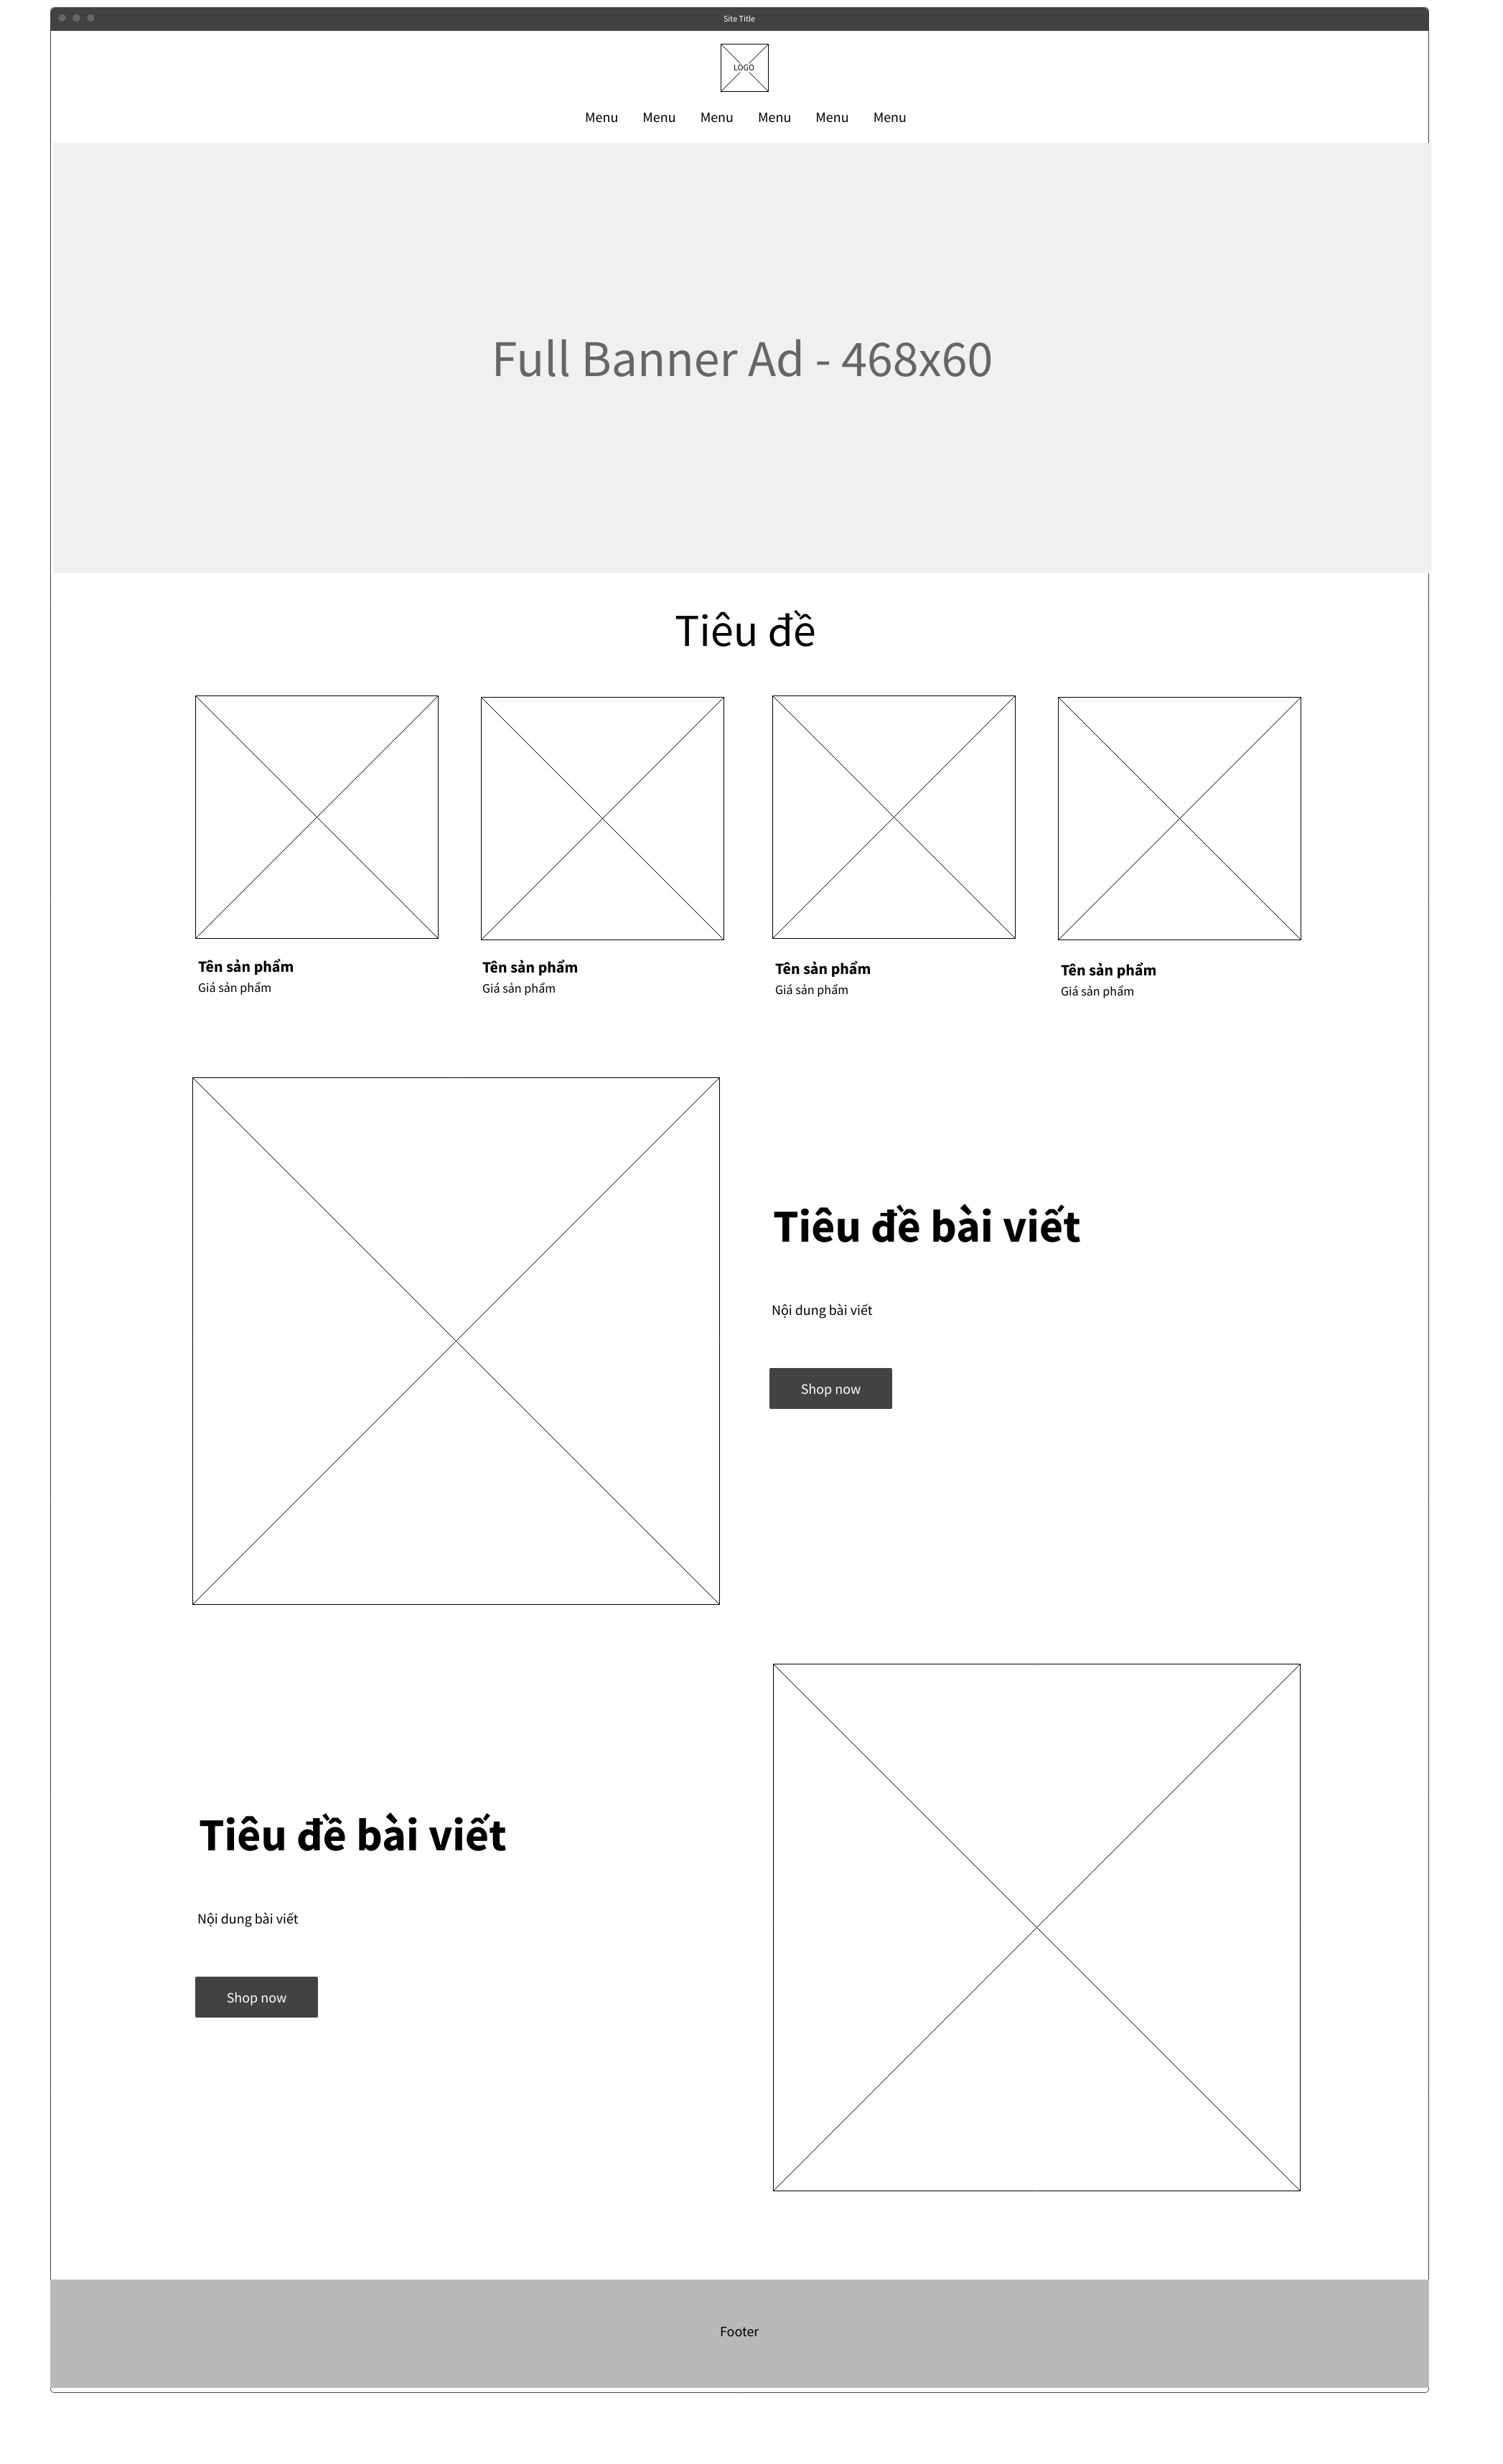 Site Title
LOGO
Menu Menu Menu Menu Menu Menu
Full Banner Ad - 468x60
Tiêu đề
Tên sản phẩm
Giá sản phẩm
Tên sản phẩm
Giá sản phẩm
Tên sản phẩm
Giá sản phẩm
Tên sản phẩm
Giá sản phẩm
Tiêu đề bài viết
Nội dung bài viết
Shop now
Tiêu đề bài viết
Nội dung bài viết
Shop now
Footer